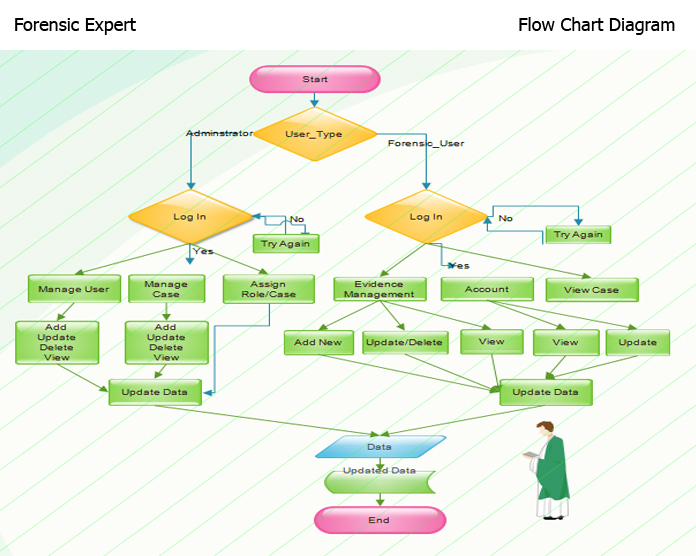 Forensic Expert
Flow Chart Diagram
Start
User_Type
Adminstrator
Forensic_User
Log In
No
Try Again
Yes
Log In
No
Try Again
Yes
Manage User
Manage
Case
Assign
Role/Case
Evidence
Management
Account
View Case
Add
Update
Delete
View
Add
Update
Delete
View
Add New
Update/Delete
View
View
Update
Update Data
Update Data
Data
Updated Data
End